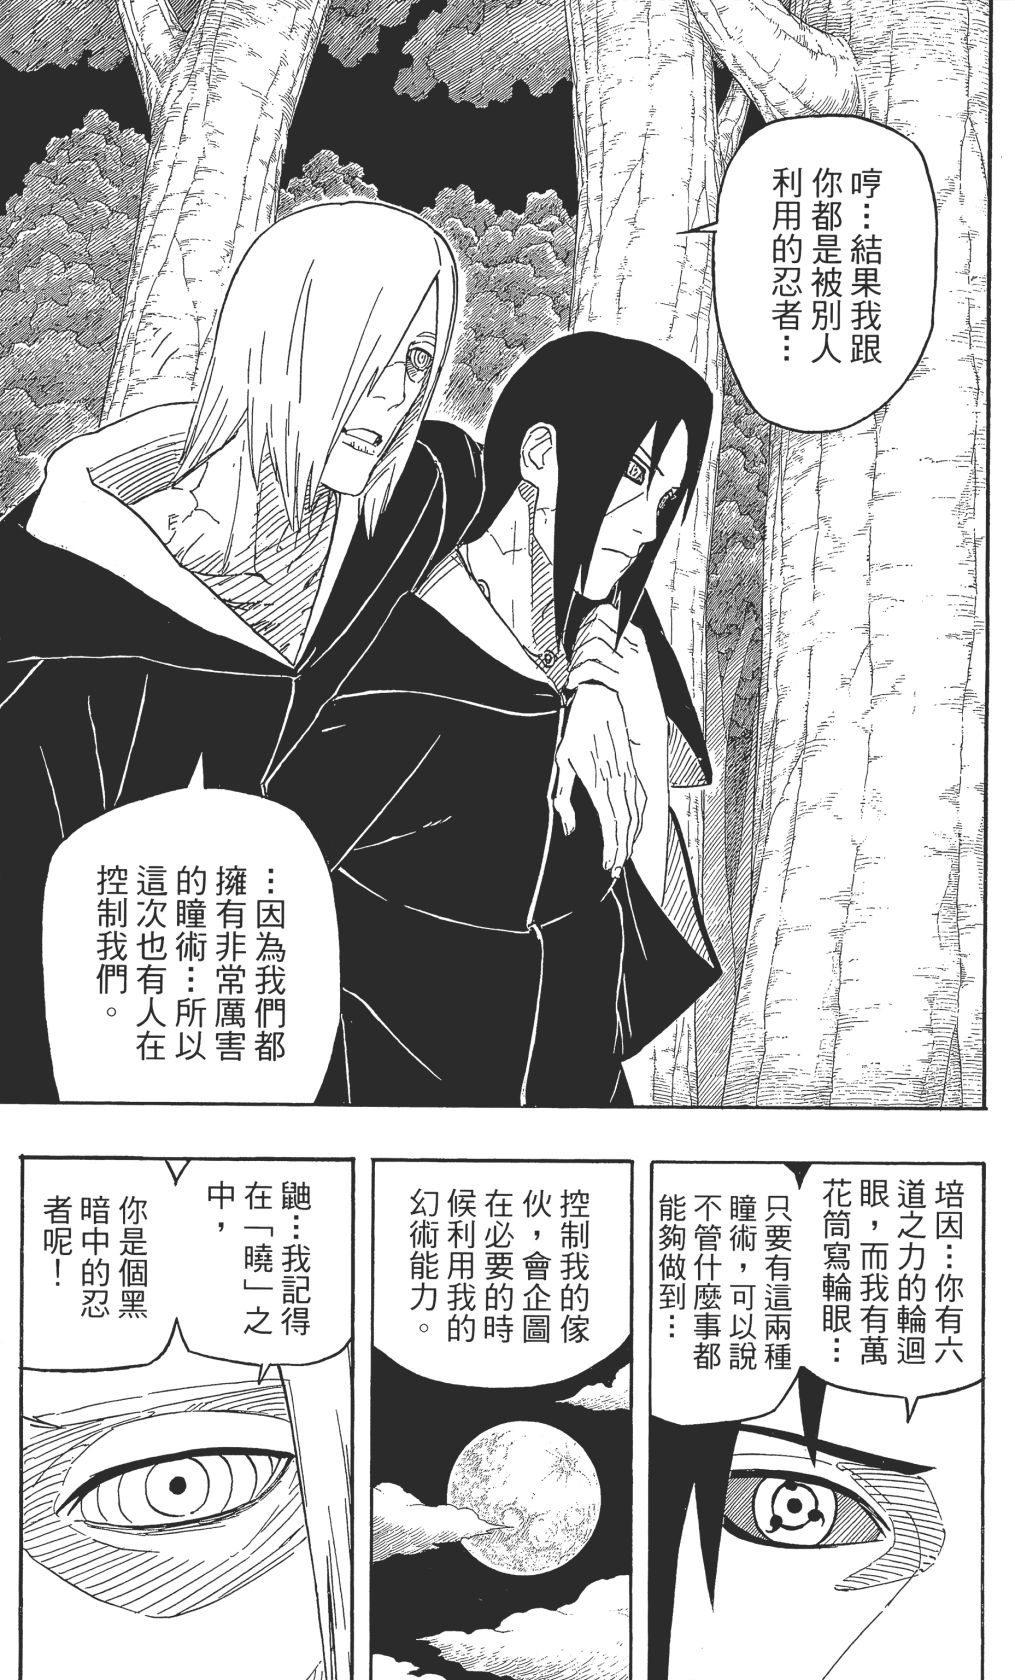 哼…結果我跟
你都是被別人
利用的忍者…
…因為我們都
擁有非常厲害
的瞳術…所以
這次也有人在
控制我們。
培因…你有六
道之力的輪迴
眼，而我有萬
花筒寫輪眼…
只要有這兩種
瞳術，可以說
不管什麼事都
能夠做到…
控制我的傢
伙，會企圖
在必要的時
候利用我的
幻術能力。
鼬…我記得
在「曉」之
中，
你是個黑
暗中的忍
者呢！